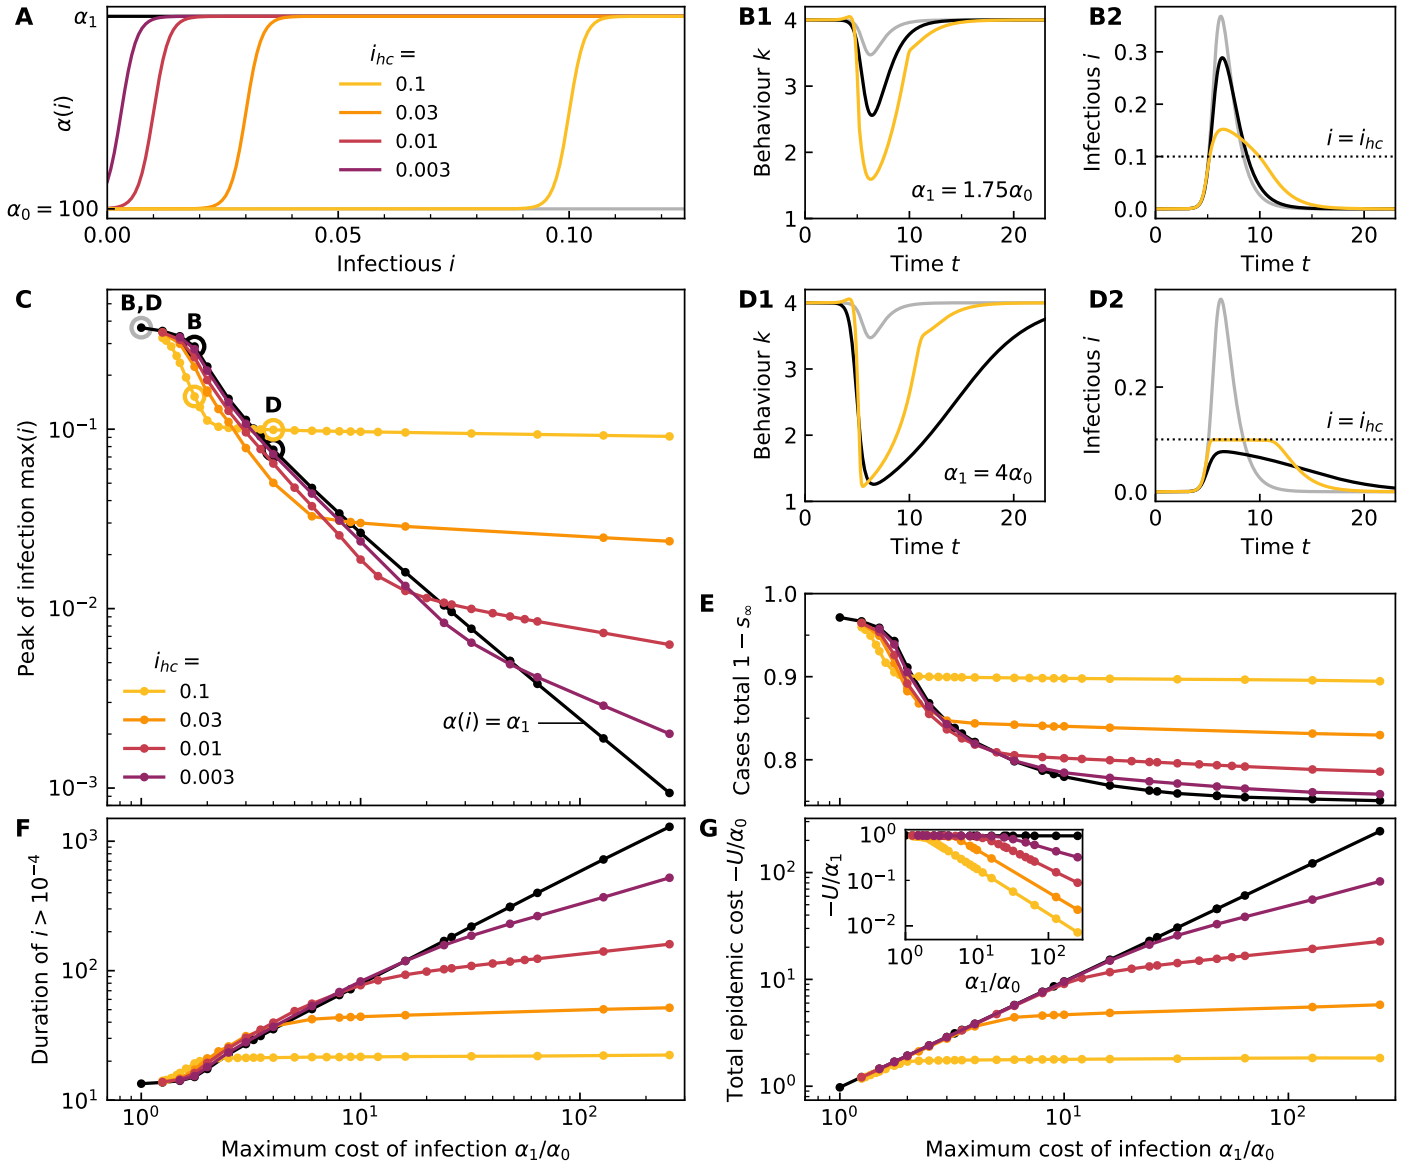 A
α₁
α(i)
α₀ = 100
i_hc =
0.1
0.03
0.01
0.003
0.00
0.05
0.10
Infectious i
B1
4
3
2
1
Behaviour k
α₁ = 1.75α₀
0
10
20
Time t
B2
0.3
0.2
0.1
0.0
Infectious i
i = i_hc
0
10
20
Time t
C
B,D
B
D
10⁻¹
10⁻²
10⁻³
Peak of infection max(i)
i_hc =
0.1
0.03
0.01
0.003
α(i) = α₁
D1
4
3
2
1
Behaviour k
α₁ = 4α₀
0
10
20
Time t
D2
0.2
0.0
Infectious i
i = i_hc
0
10
20
Time t
E
1.0
0.9
0.8
Cases total 1 − s∞
F
10³
10²
10¹
Duration of i > 10⁻⁴
10⁰
10¹
10²
Maximum cost of infection α₁/α₀
G
10²
10¹
10⁰
Total epidemic cost −U/α₀
10⁰
10⁻¹
10⁻²
−U/α₁
10⁰
10¹
10²
α₁/α₀
10⁰
10¹
10²
Maximum cost of infection α₁/α₀